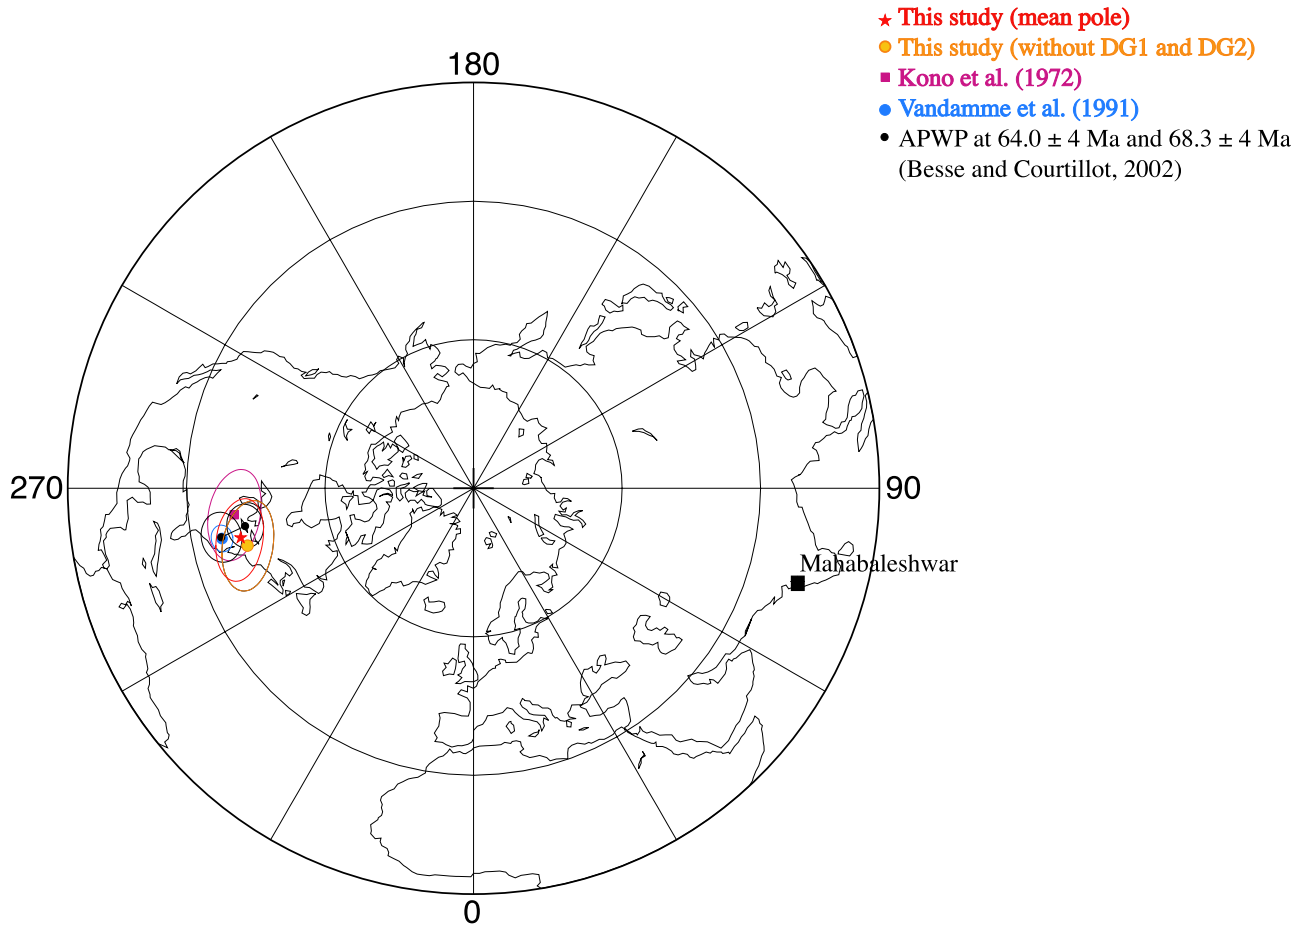 This study (mean pole)
This study (without DG1 and DG2)
Kono et al. (1972)
Vandamme et al. (1991)
APWP at 64.0 ± 4 Ma and 68.3 ± 4 Ma
(Besse and Courtillot, 2002)
180
270
90
Mahabaleshwar
0